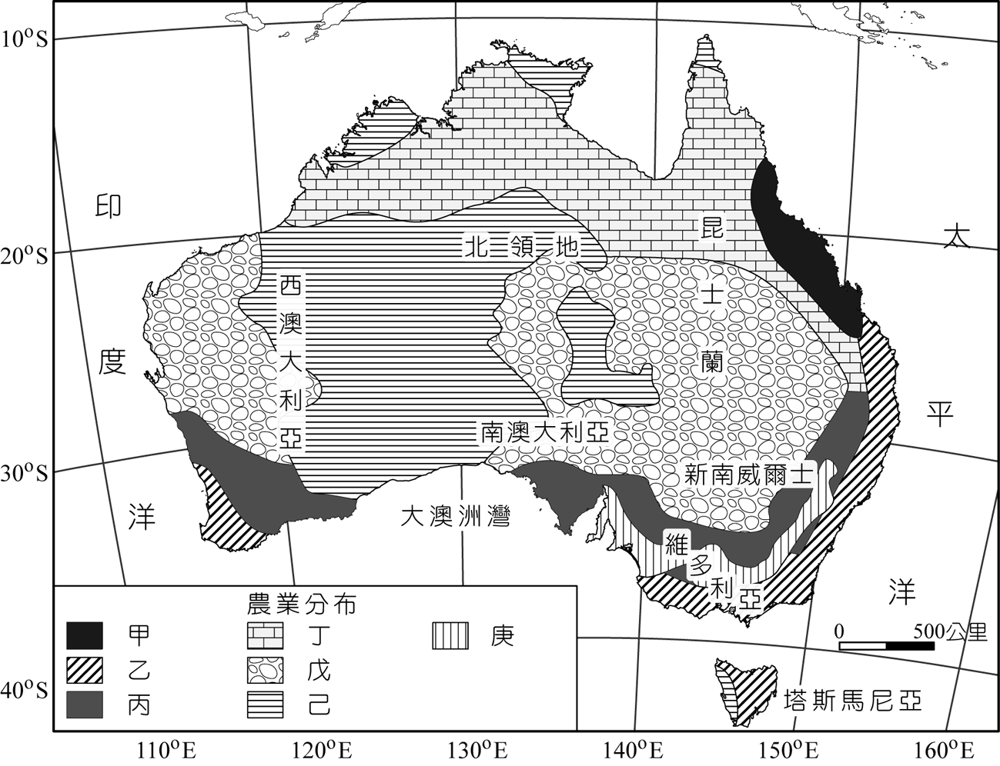 10°S
20°S
30°S
40°S
110°E
120°E
130°E
140°E
150°E
160°E
印度洋
太平洋
北領地
西澳大利亞
昆士蘭
南澳大利亞
新南威爾士
大澳洲灣
維多利亞
塔斯馬尼亞
0 500公里
農業分布
甲
乙
丙
丁
戊
己
庚